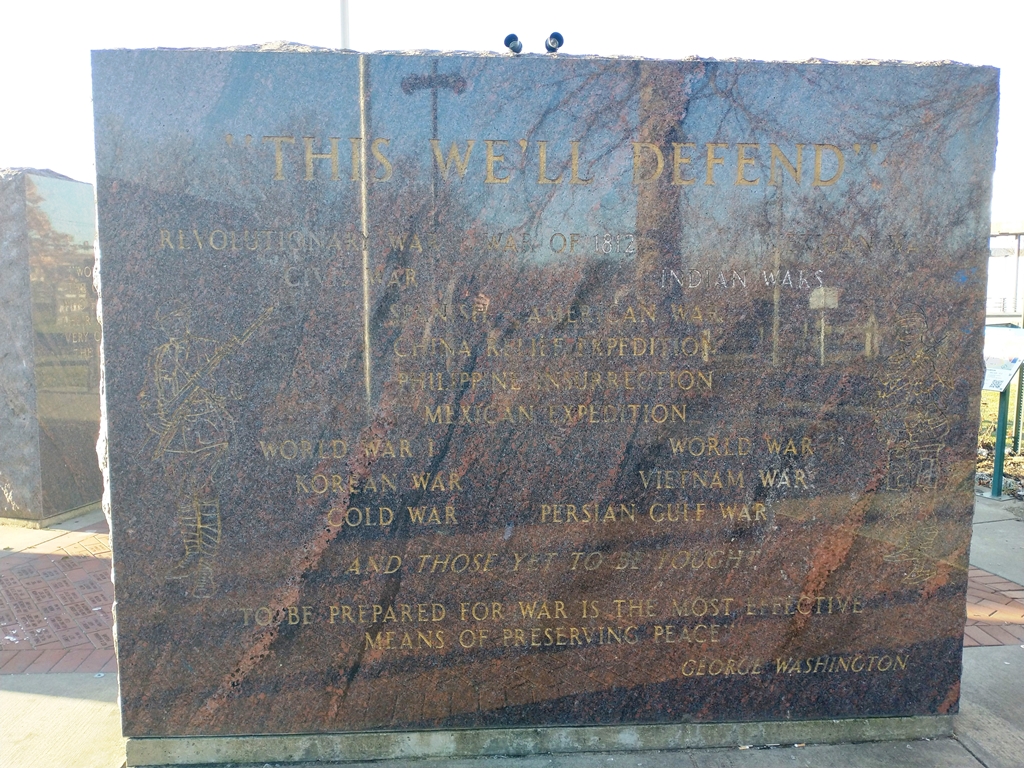 "THIS WE'LL DEFEND"
REVOLUTIONARY WAR WAR OF 1812
CIVIL WAR INDIAN WARS
SPANISH AMERICAN WAR
CHINA RELIEF EXPEDITION
PHILIPPINE INSURRECTION
MEXICAN EXPEDITION
WORLD WAR I WORLD WAR
KOREAN WAR VIETNAM WAR
COLD WAR PERSIAN GULF WAR
AND THOSE YET TO BE FOUGHT
"TO BE PREPARED FOR WAR IS THE MOST EFFECTIVE
MEANS OF PRESERVING PEACE"
GEORGE WASHINGTON